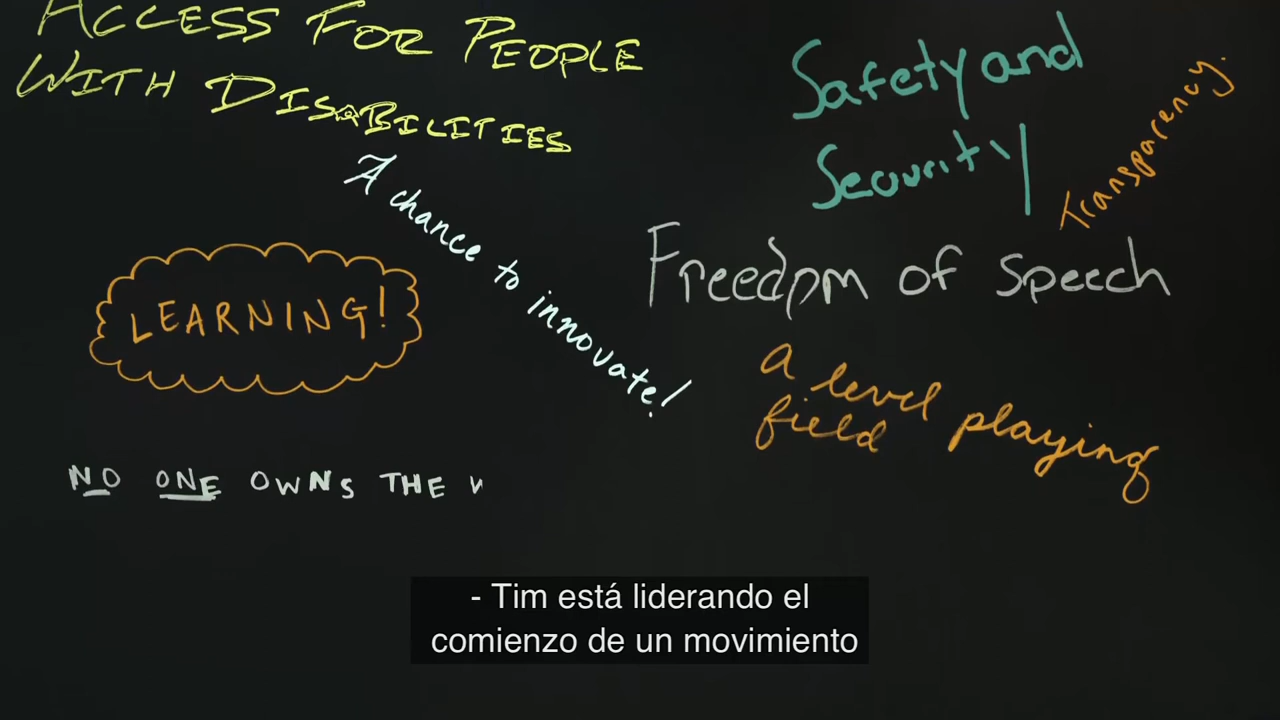 ACCESS FOR PEOPLE
WITH DISABILITIES
A chance to innovate!
Safety and
Security
Transparency.
Freedom of speech
LEARNING!
a level playing
field
NO ONE OWNS THE
- Tim está liderando el
comienzo de un movimiento